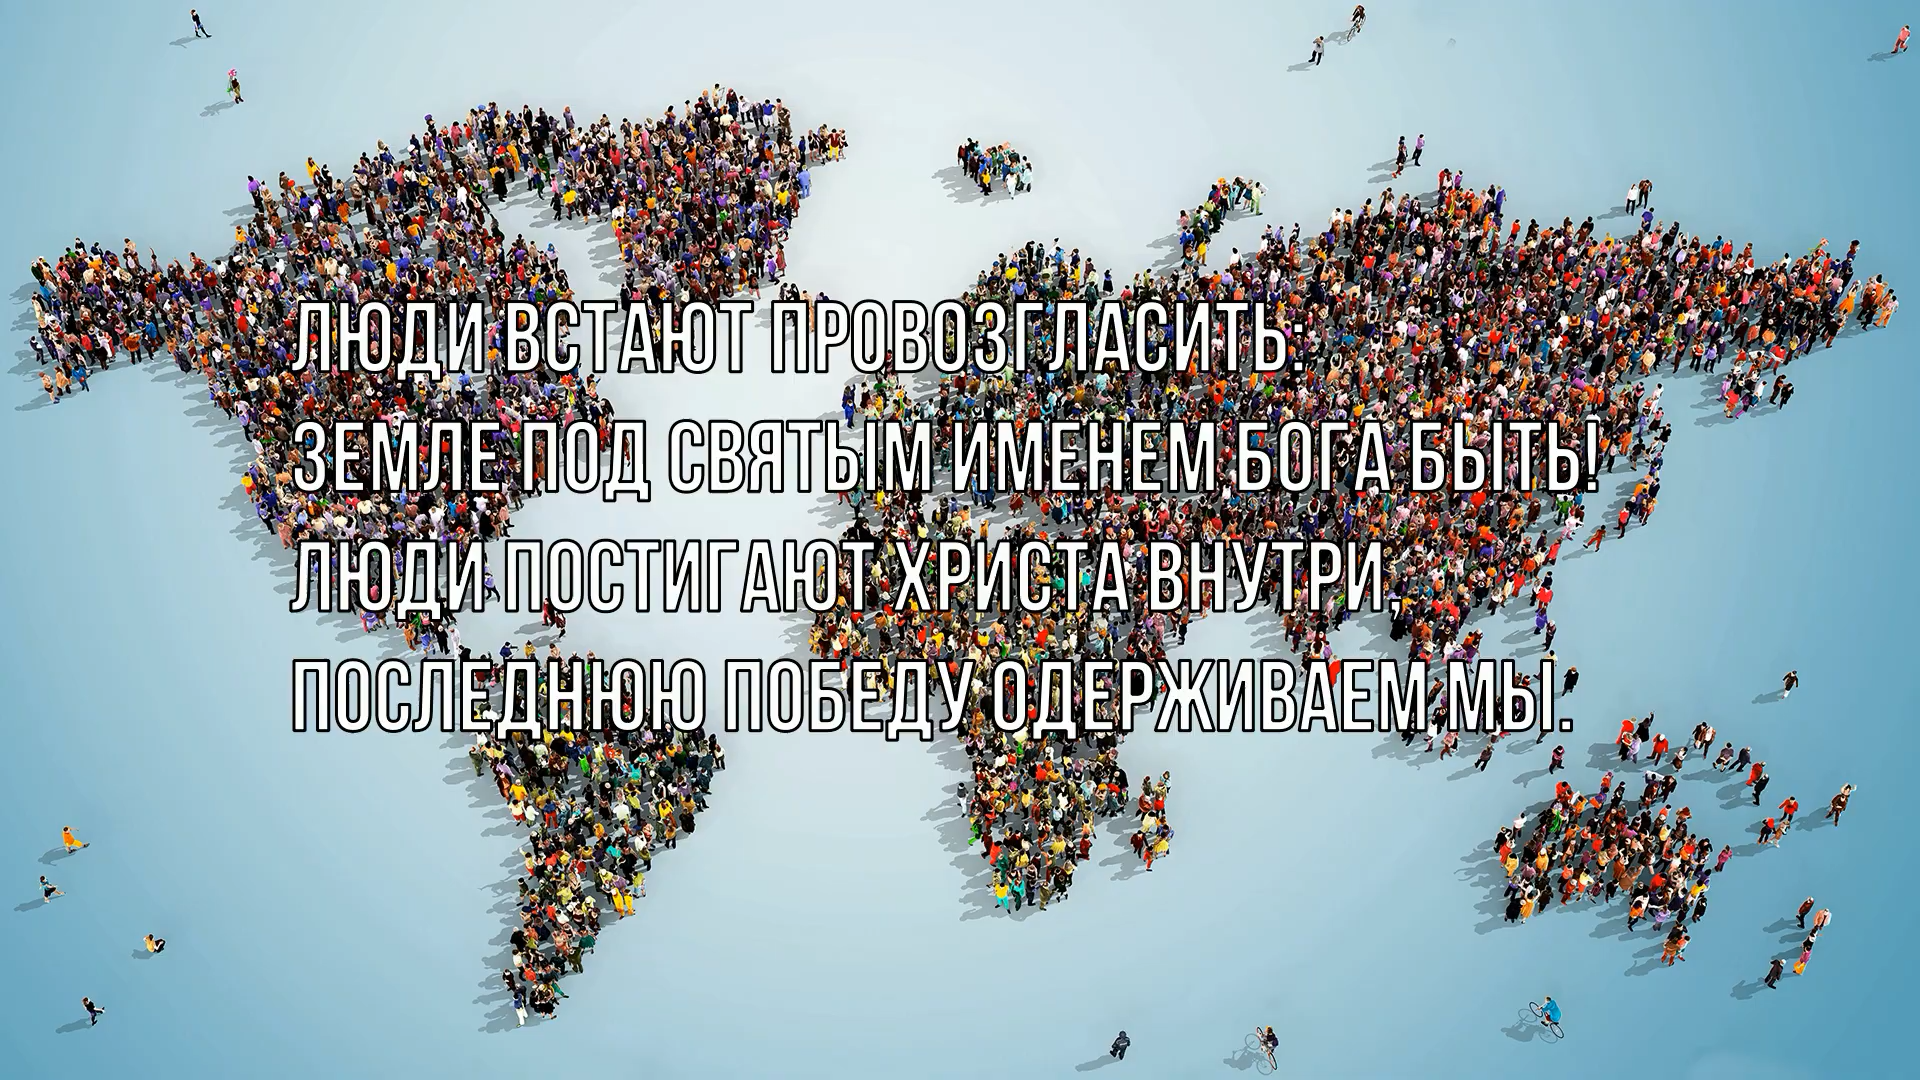 ЛЮДИ ВСТАЮТ ПРОВОЗГЛАСИТЬ:
ЗЕМЛЕ ПОД СВЯТЫМ ИМЕНЕМ БОГА БЫТЬ!
ЛЮДИ ПОСТИГАЮТ ХРИСТА ВНУТРИ,
ПОСЛЕДНЮЮ ПОБЕДУ ОДЕРЖИВАЕМ МЫ.